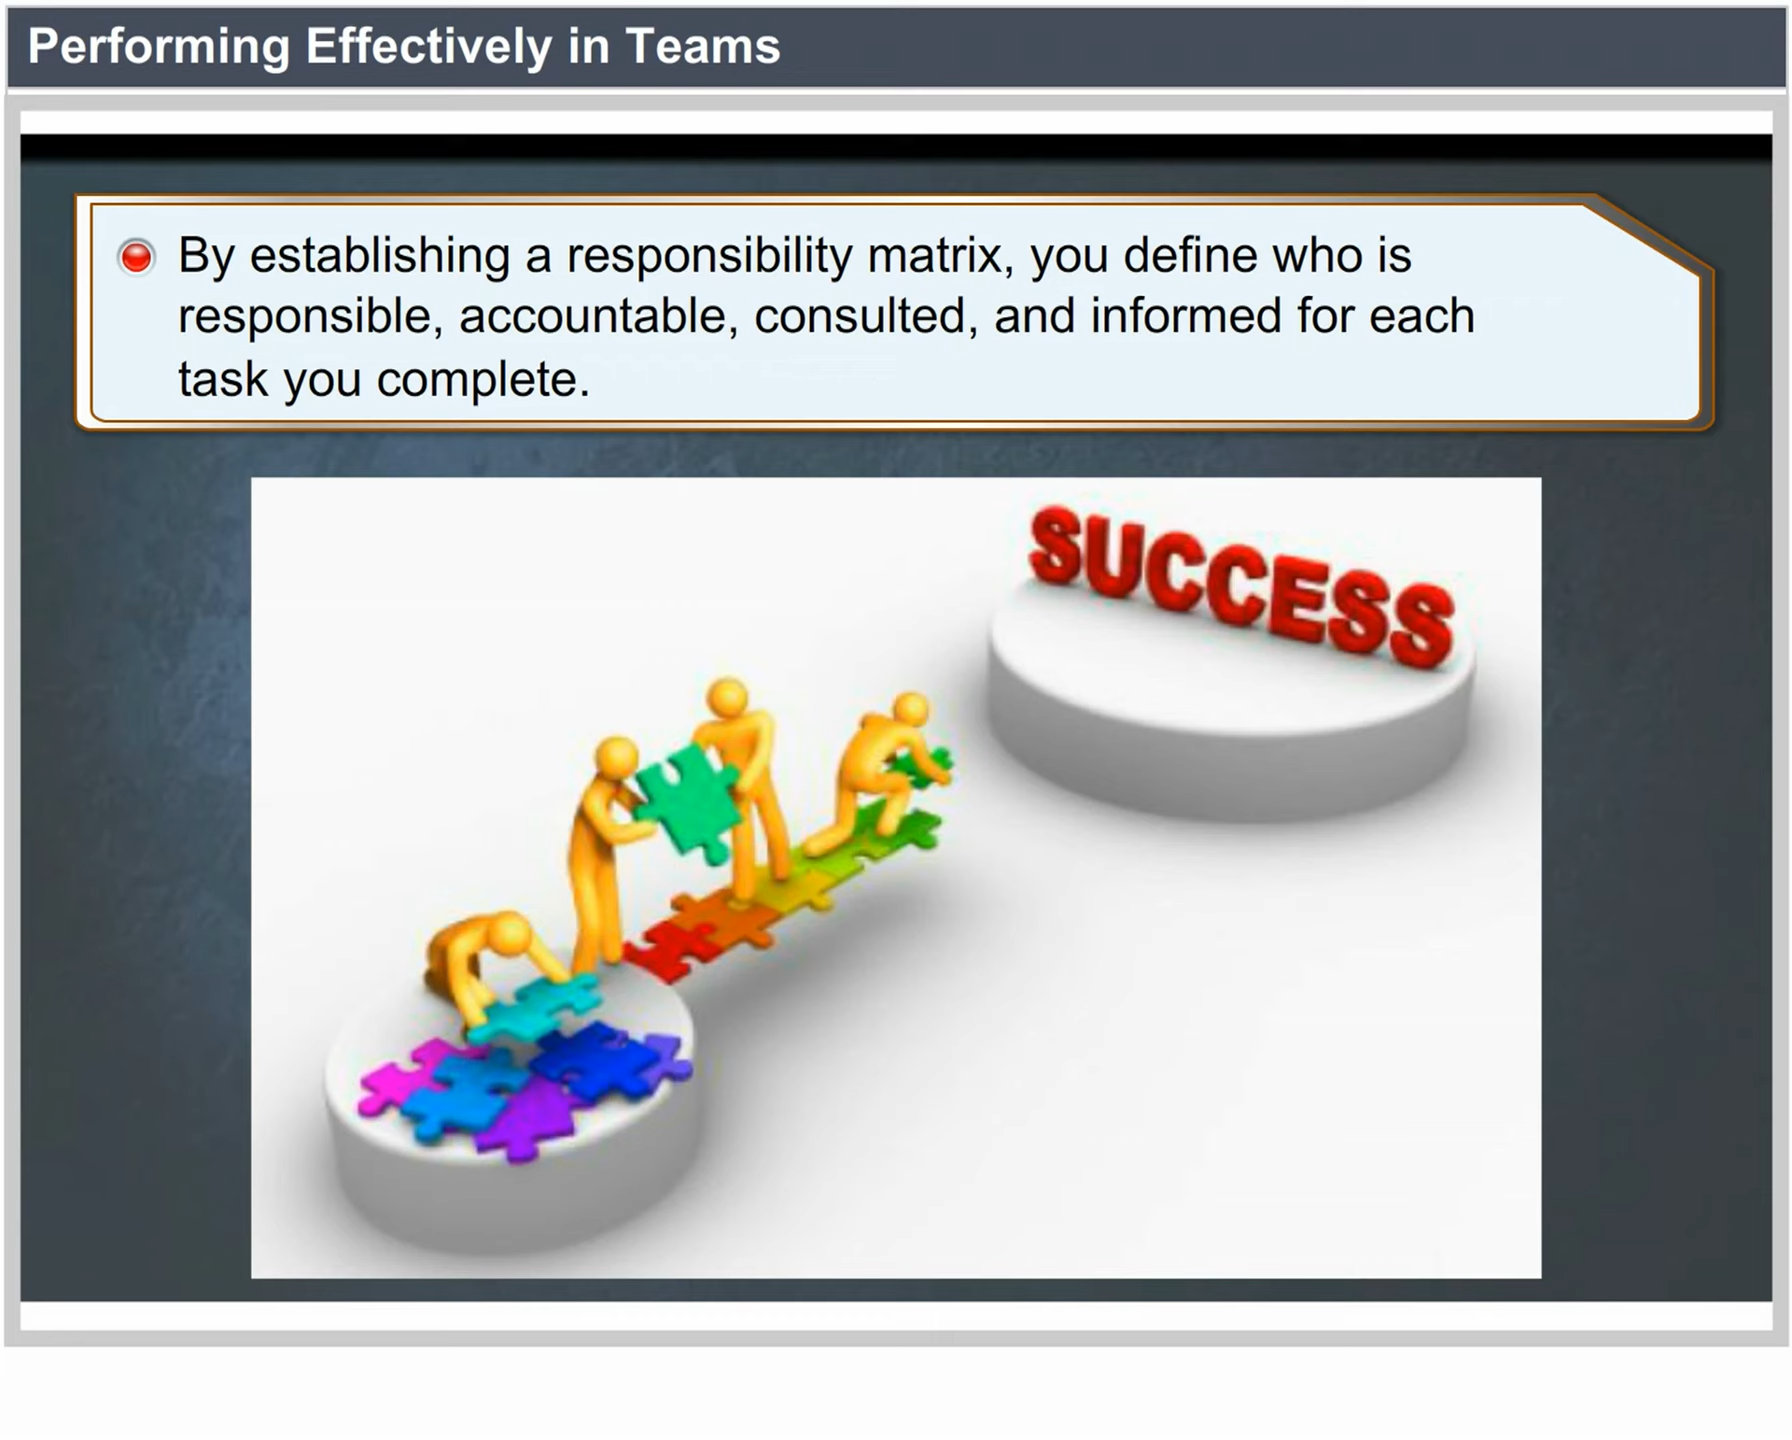 Performing Effectively in Teams
By establishing a responsibility matrix, you define who is
responsible, accountable, consulted, and informed for each
task you complete.
SUCCESS